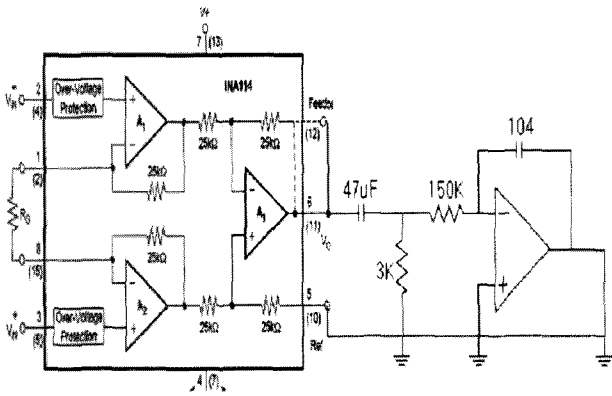 V+
7 (13)
INA114
2
(4)
V⁻IN
Over-Voltage
Protection
A₁
25kΩ
25kΩ
Feedback
(12)
1
(2)
25kΩ
RG
A₃
6
(11)
VO
47uF
150K
104
3K
8
(15)
25kΩ
3
(5)
V⁺IN
Over-Voltage
Protection
A₂
25kΩ
25kΩ
5
(10)
Ref
4 (7)